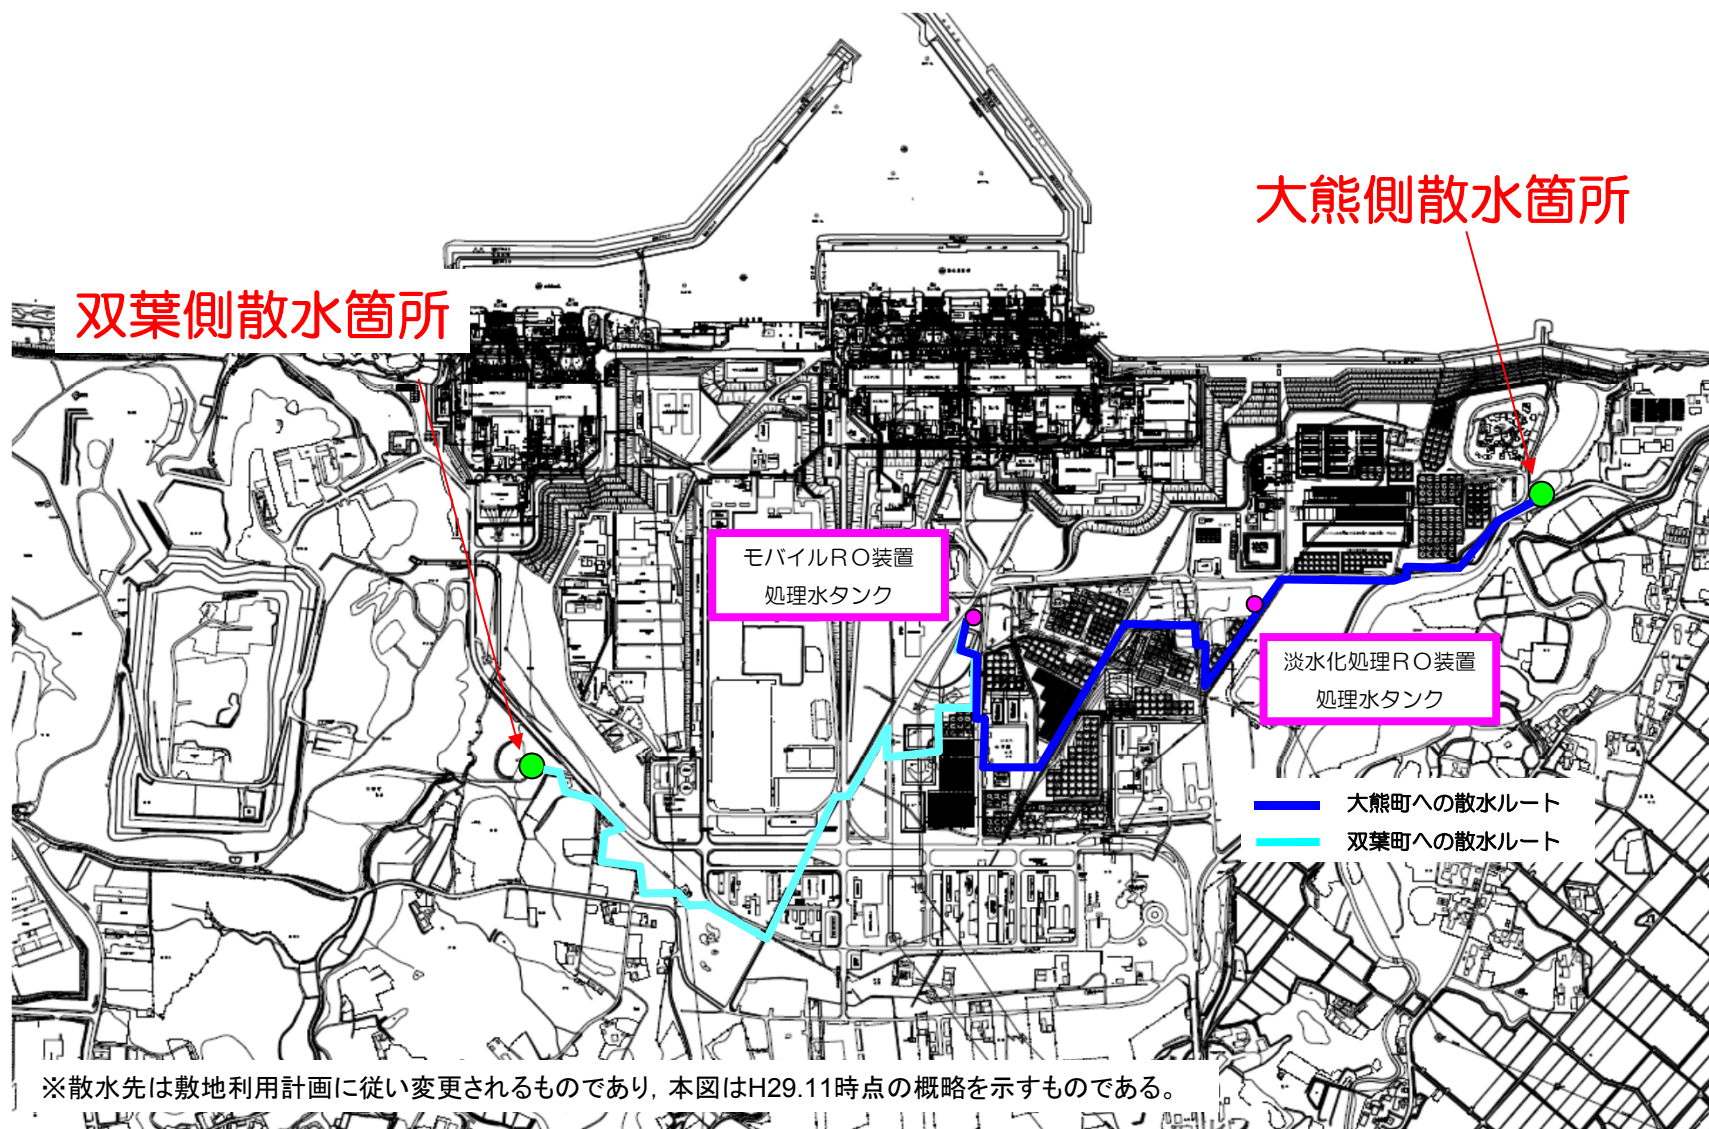 大熊側散水箇所
双葉側散水箇所
モバイルRO装置
処理水タンク
淡水化処理RO装置
処理水タンク
大熊町への散水ルート
双葉町への散水ルート
※散水先は敷地利用計画に従い変更されるものであり，本図はH29.11時点の概略を示すものである。